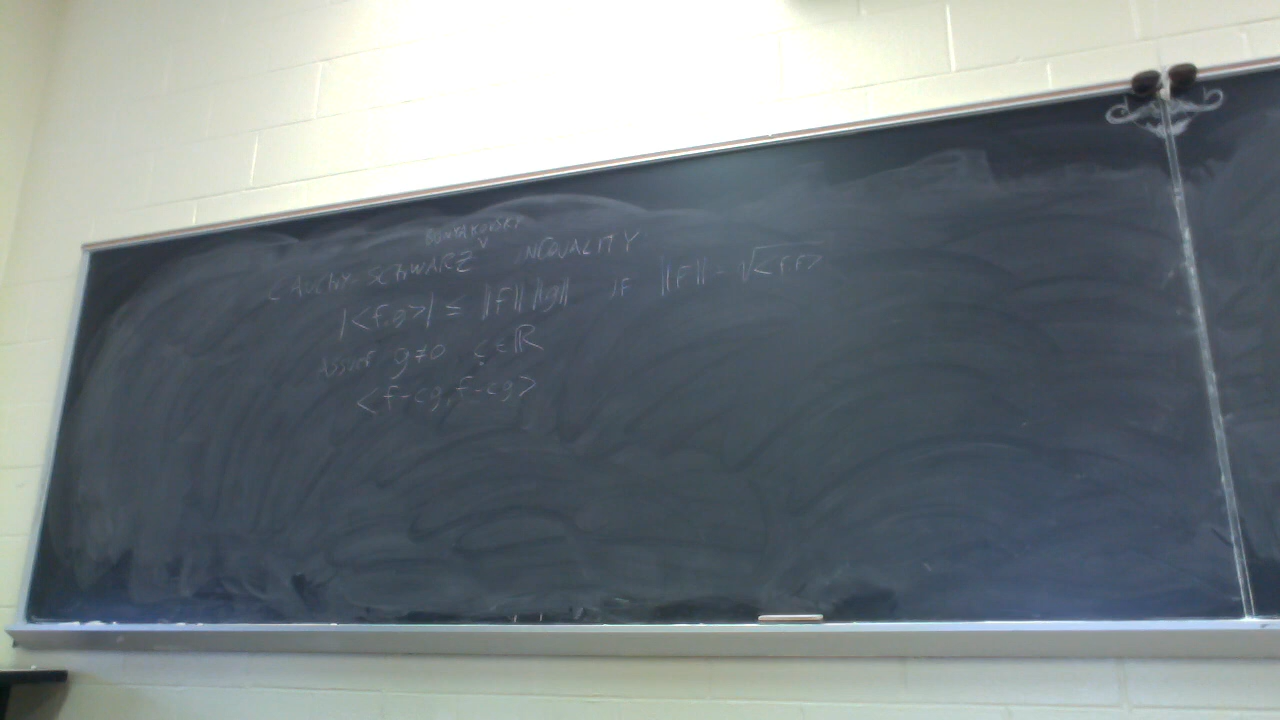 BUNYAKOVSKY
CAUCHY-SCHWARZ ∨ INEQUALITY
|<f,g>| ≤ ||f|| ||g|| IF ||f|| = √<f,f>
ASSUME g≠0 c∈ℝ
<f-cg, f-cg>